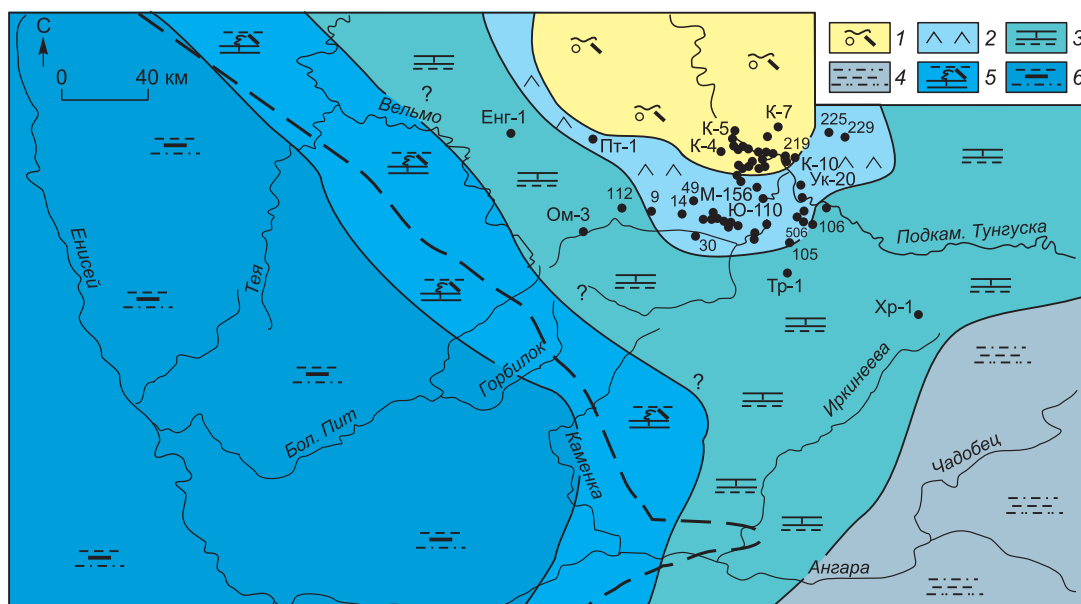 С
0 40 км
1
2
3
4
5
6
?
Вельмо
Енг-1
Пт-1
К-5
К-7
К-4
219
225
229
К-10
Ук-20
М-156
49
14
9
112
Ю-110
Ом-3
30
506
105
106
Подкам. Тунгуска
Енисей
Тея
?
Тр-1
Хр-1
Горбилок
?
Иркинеева
Бол. Пит
Каменка
Чадобец
Ангара